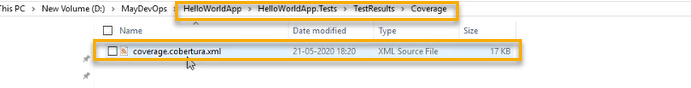 This PC > New Volume (D:) > MayDevOps > HelloWorldApp > HelloWorldApp.Tests > TestResults > Coverage
Name Date modified Type Size
coverage.cobertura.xml 21-05-2020 18:20 XML Source File 17 KB